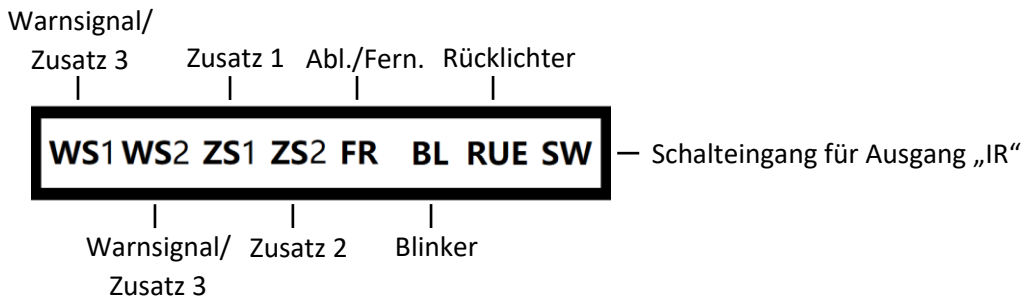 Warnsignal/
Zusatz 3 Zusatz 1 Abl./Fern. Rücklichter
WS1 WS2 ZS1 ZS2 FR BL RUE SW Schalteingang für Ausgang „IR“
Warnsignal/ Zusatz 2 Blinker
Zusatz 3